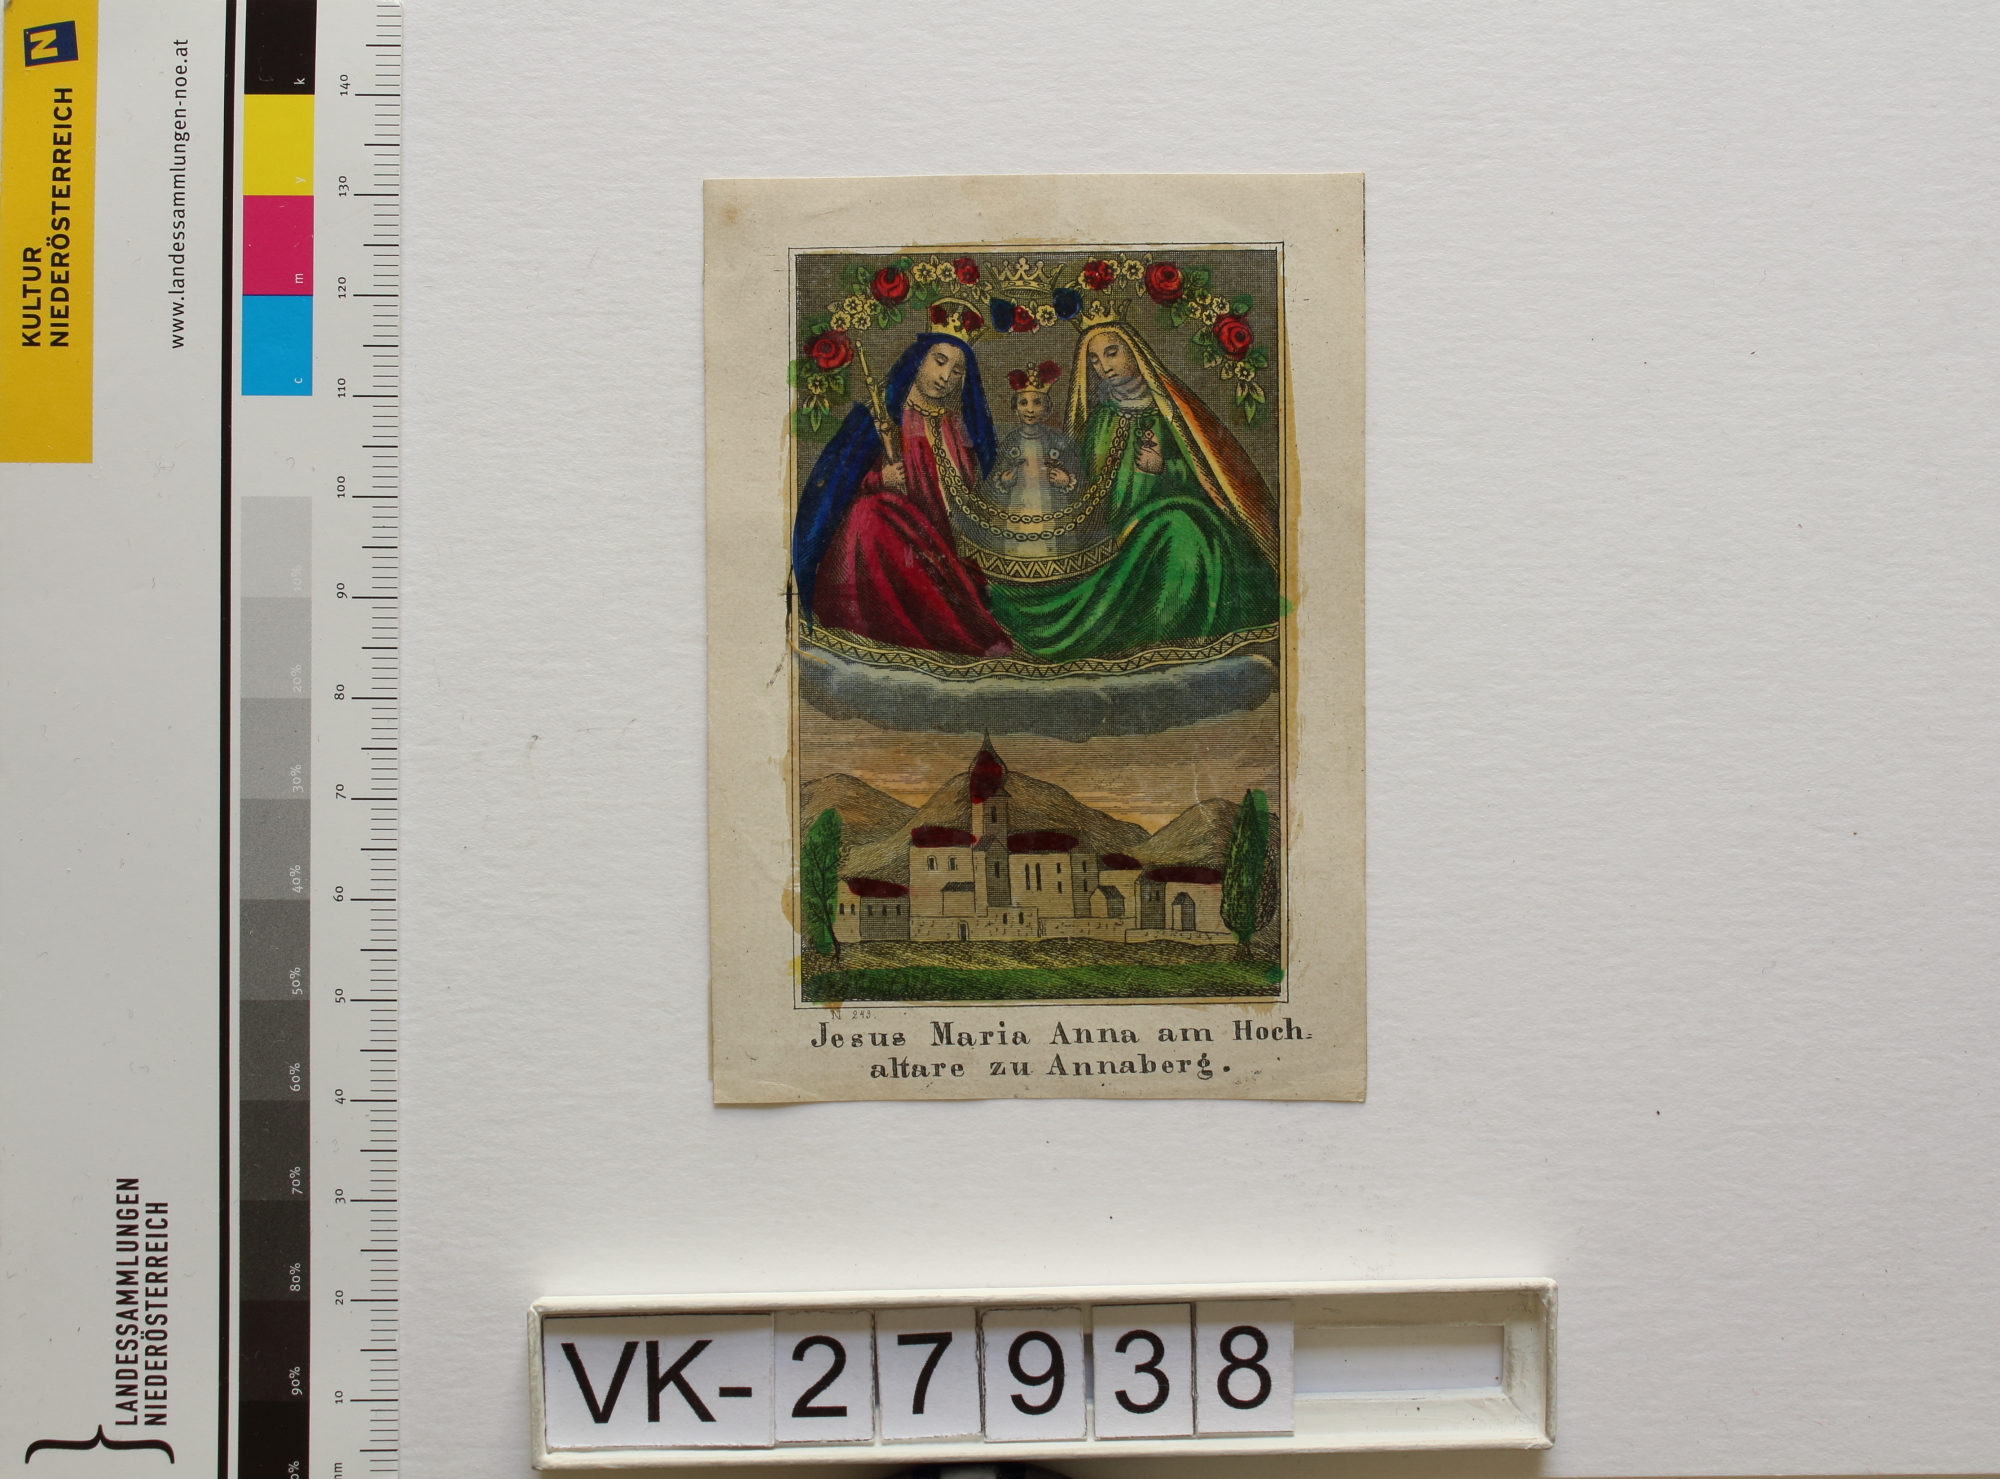 N
KULTUR
NIEDERÖSTERREICH
www.landessammlungen-noe.at
LANDESSAMMLUNGEN
NIEDERÖSTERREICH
k
y
m
c
10%
20%
30%
40%
50%
60%
70%
80%
90%
140
130
120
110
100
90
80
70
60
50
40
30
20
10
mm
N 243.
Jesus Maria Anna am Hoch=
altare zu Annaberg.
VK-27938